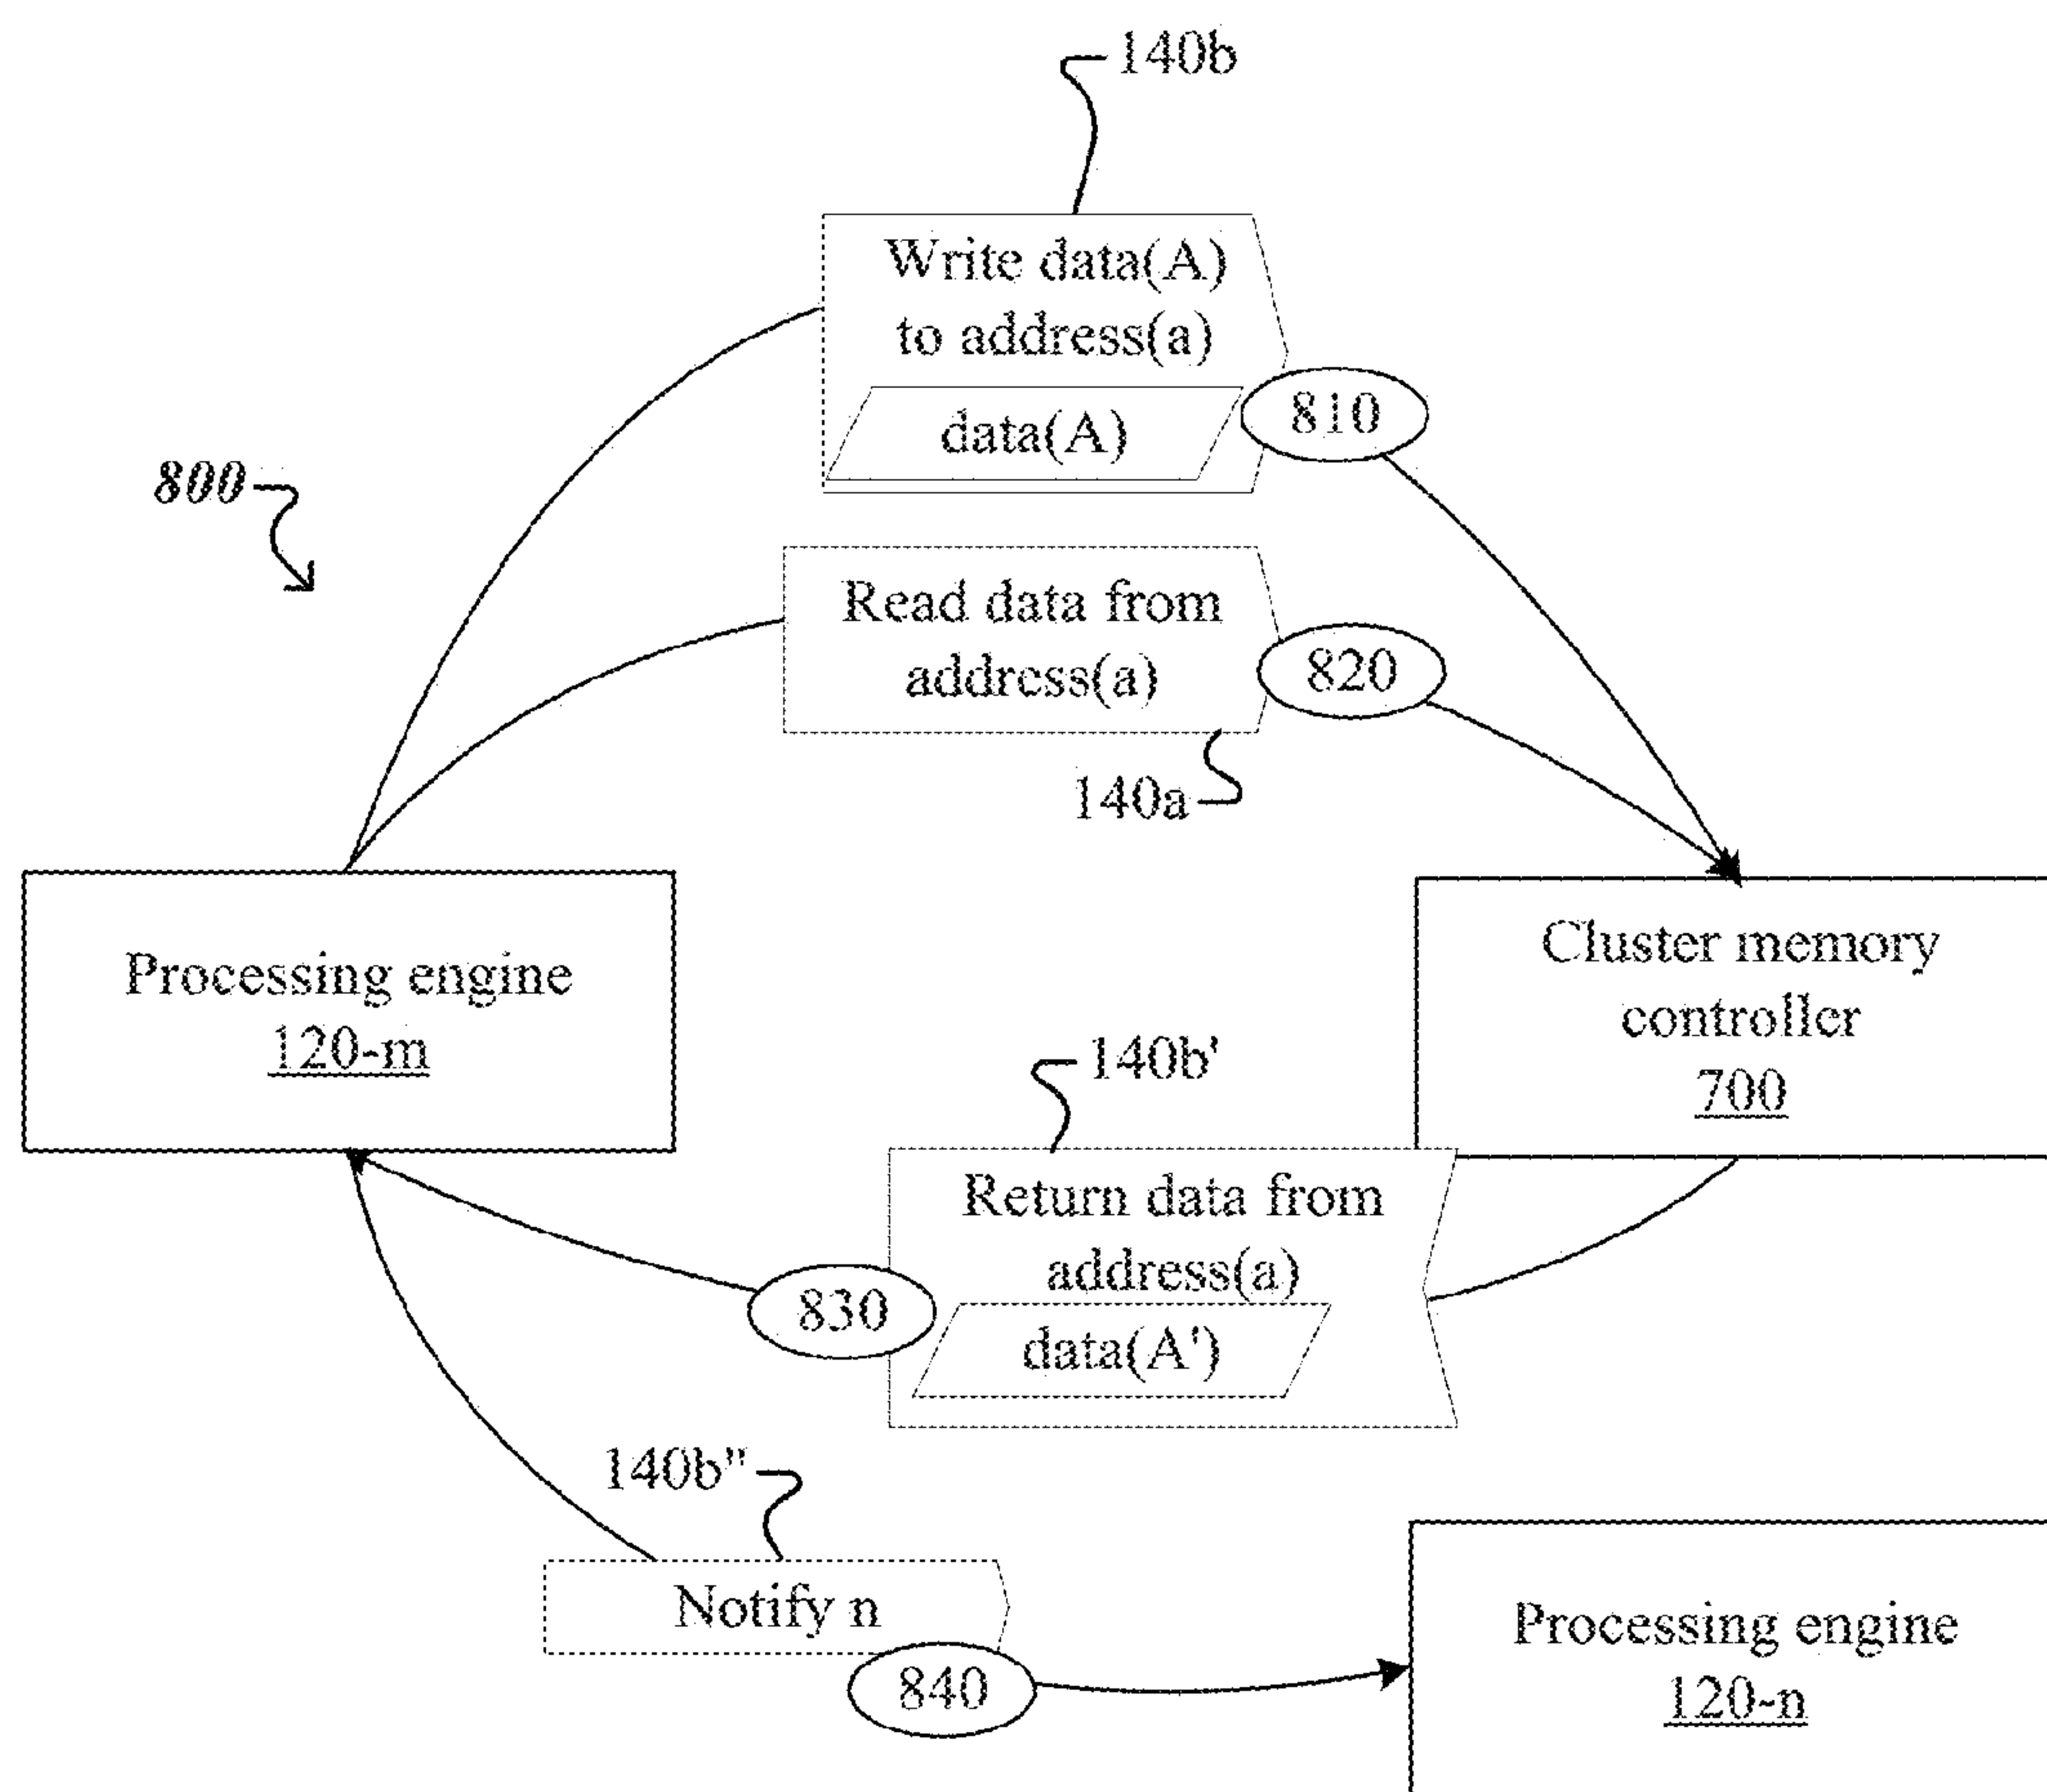 140b
Write data(A)
to address(a)
data(A)
810
800
Read data from
address(a)
820
140a
Processing engine
120-m
Cluster memory
controller
700
140b'
Return data from
address(a)
830
data(A')
140b"
Notify n
840
Processing engine
120-n